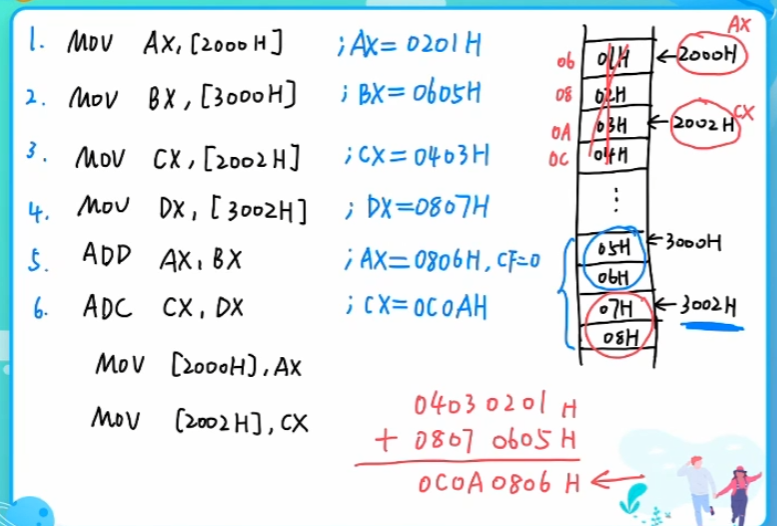 1. MOV AX, [2000H] ; AX=0201H
2. MOV BX, [3000H] ; BX=0605H
3. MOV CX, [2002H] ; CX=0403H
4. MOV DX, [3002H] ; DX=0807H
5. ADD AX, BX ; AX=0806H, CF=0
6. ADC CX, DX ; CX=0C0AH
MOV [2000H], AX
MOV [2002H], CX
AX
06 01H ←2000H
08 02H
CX
0A 03H ←2002H
0C 04H
⋮
05H ←3000H
06H
07H ←3002H
08H
04030201H
+ 08070605H
0C0A0806H ←